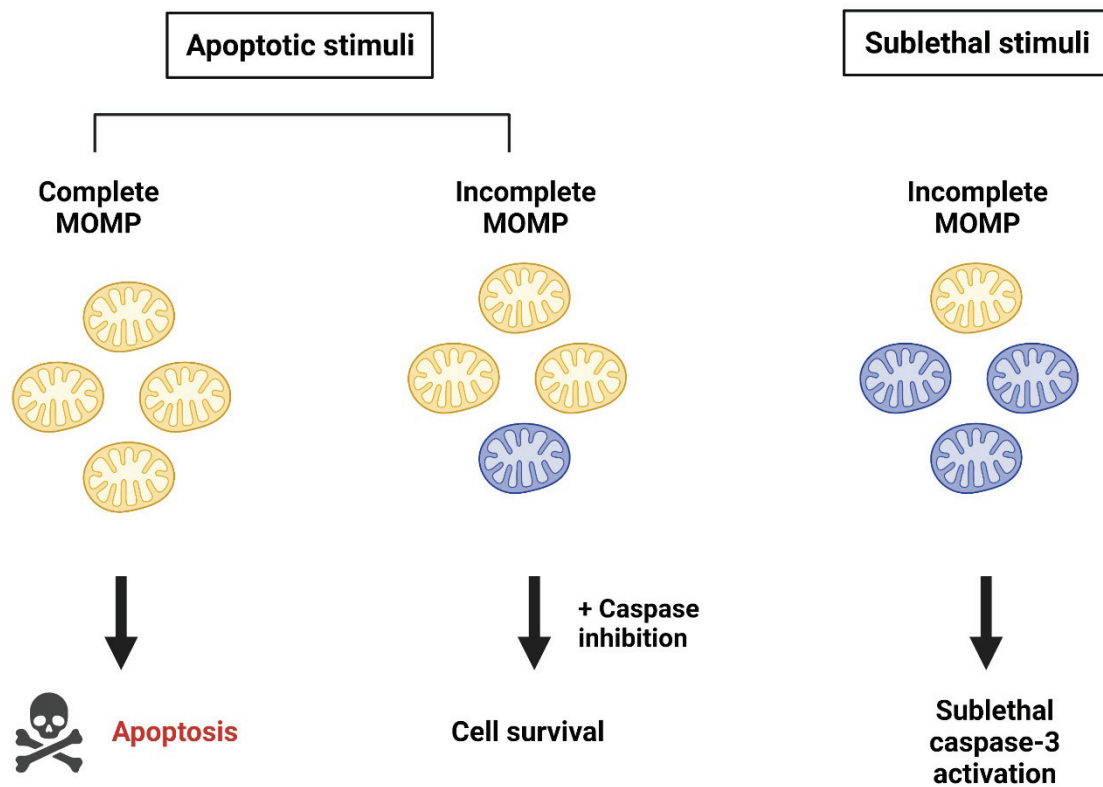 Apoptotic stimuli
Sublethal stimuli
Complete
MOMP
Incomplete
MOMP
Incomplete
MOMP
+ Caspase
inhibition
Apoptosis
Cell survival
Sublethal
caspase-3
activation